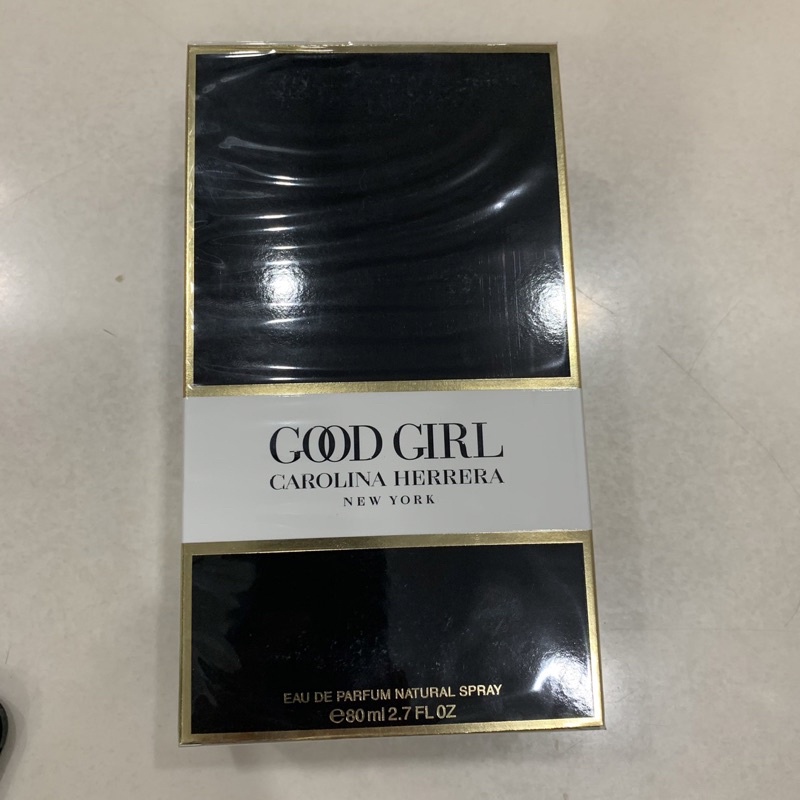 GOOD GIRL
CAROLINA HERRERA
NEW YORK
EAU DE PARFUM NATURAL SPRAY
℮80 ml 2.7 FL OZ